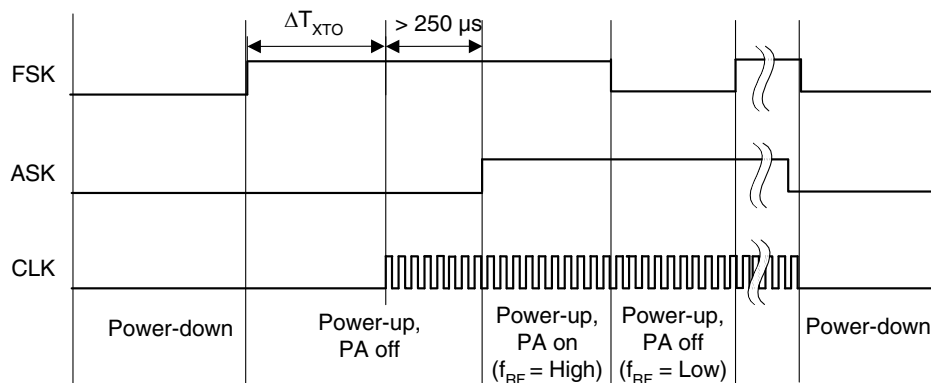 ΔT_XTO
> 250 µs
FSK
ASK
CLK
Power-down
Power-up,
PA off
Power-up,
PA on
(f_RF = High)
Power-up,
PA off
(f_RF = Low)
Power-down